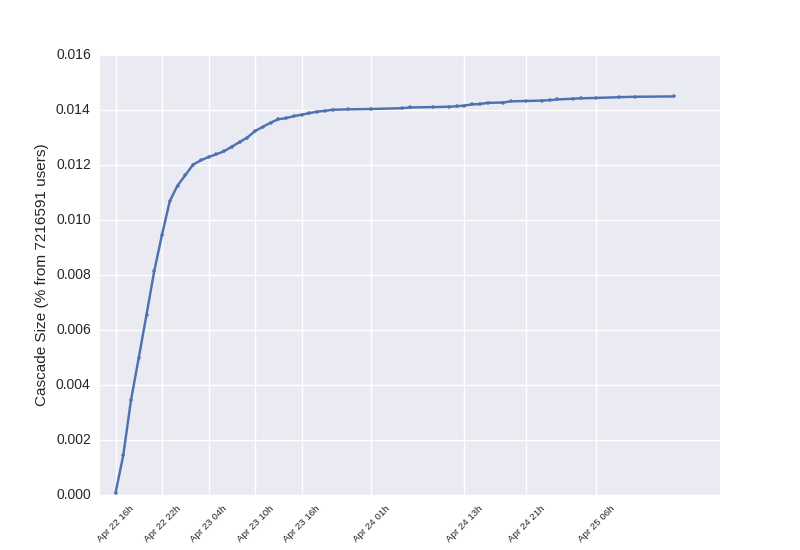 0.016
0.014
0.012
0.010
0.008
0.006
0.004
0.002
0.000
Cascade Size (% from 7216591 users)
Apr 22 16h
Apr 22 22h
Apr 23 04h
Apr 23 10h
Apr 23 16h
Apr 24 01h
Apr 24 13h
Apr 24 21h
Apr 25 06h